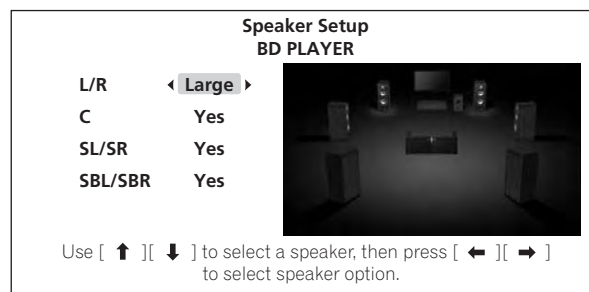 Speaker Setup
BD PLAYER
L/R Large
C Yes
SL/SR Yes
SBL/SBR Yes
Use [ ↑ ][ ↓ ] to select a speaker, then press [ ← ][ → ]
to select speaker option.